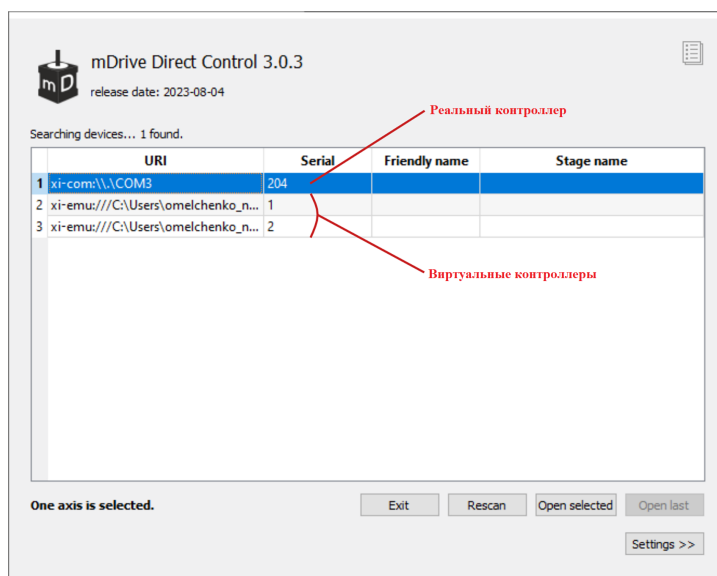 mDrive Direct Control 3.0.3
mD
release date: 2023-08-04
Реальный контроллер
Searching devices... 1 found.
URI Serial Friendly name Stage name
1 xi-com:\\.\COM3 204
2 xi-emu:///C:\Users\omelchenko_n... 1
3 xi-emu:///C:\Users\omelchenko_n... 2
Виртуальные контроллеры
One axis is selected. Exit Rescan Open selected Open last
Settings >>